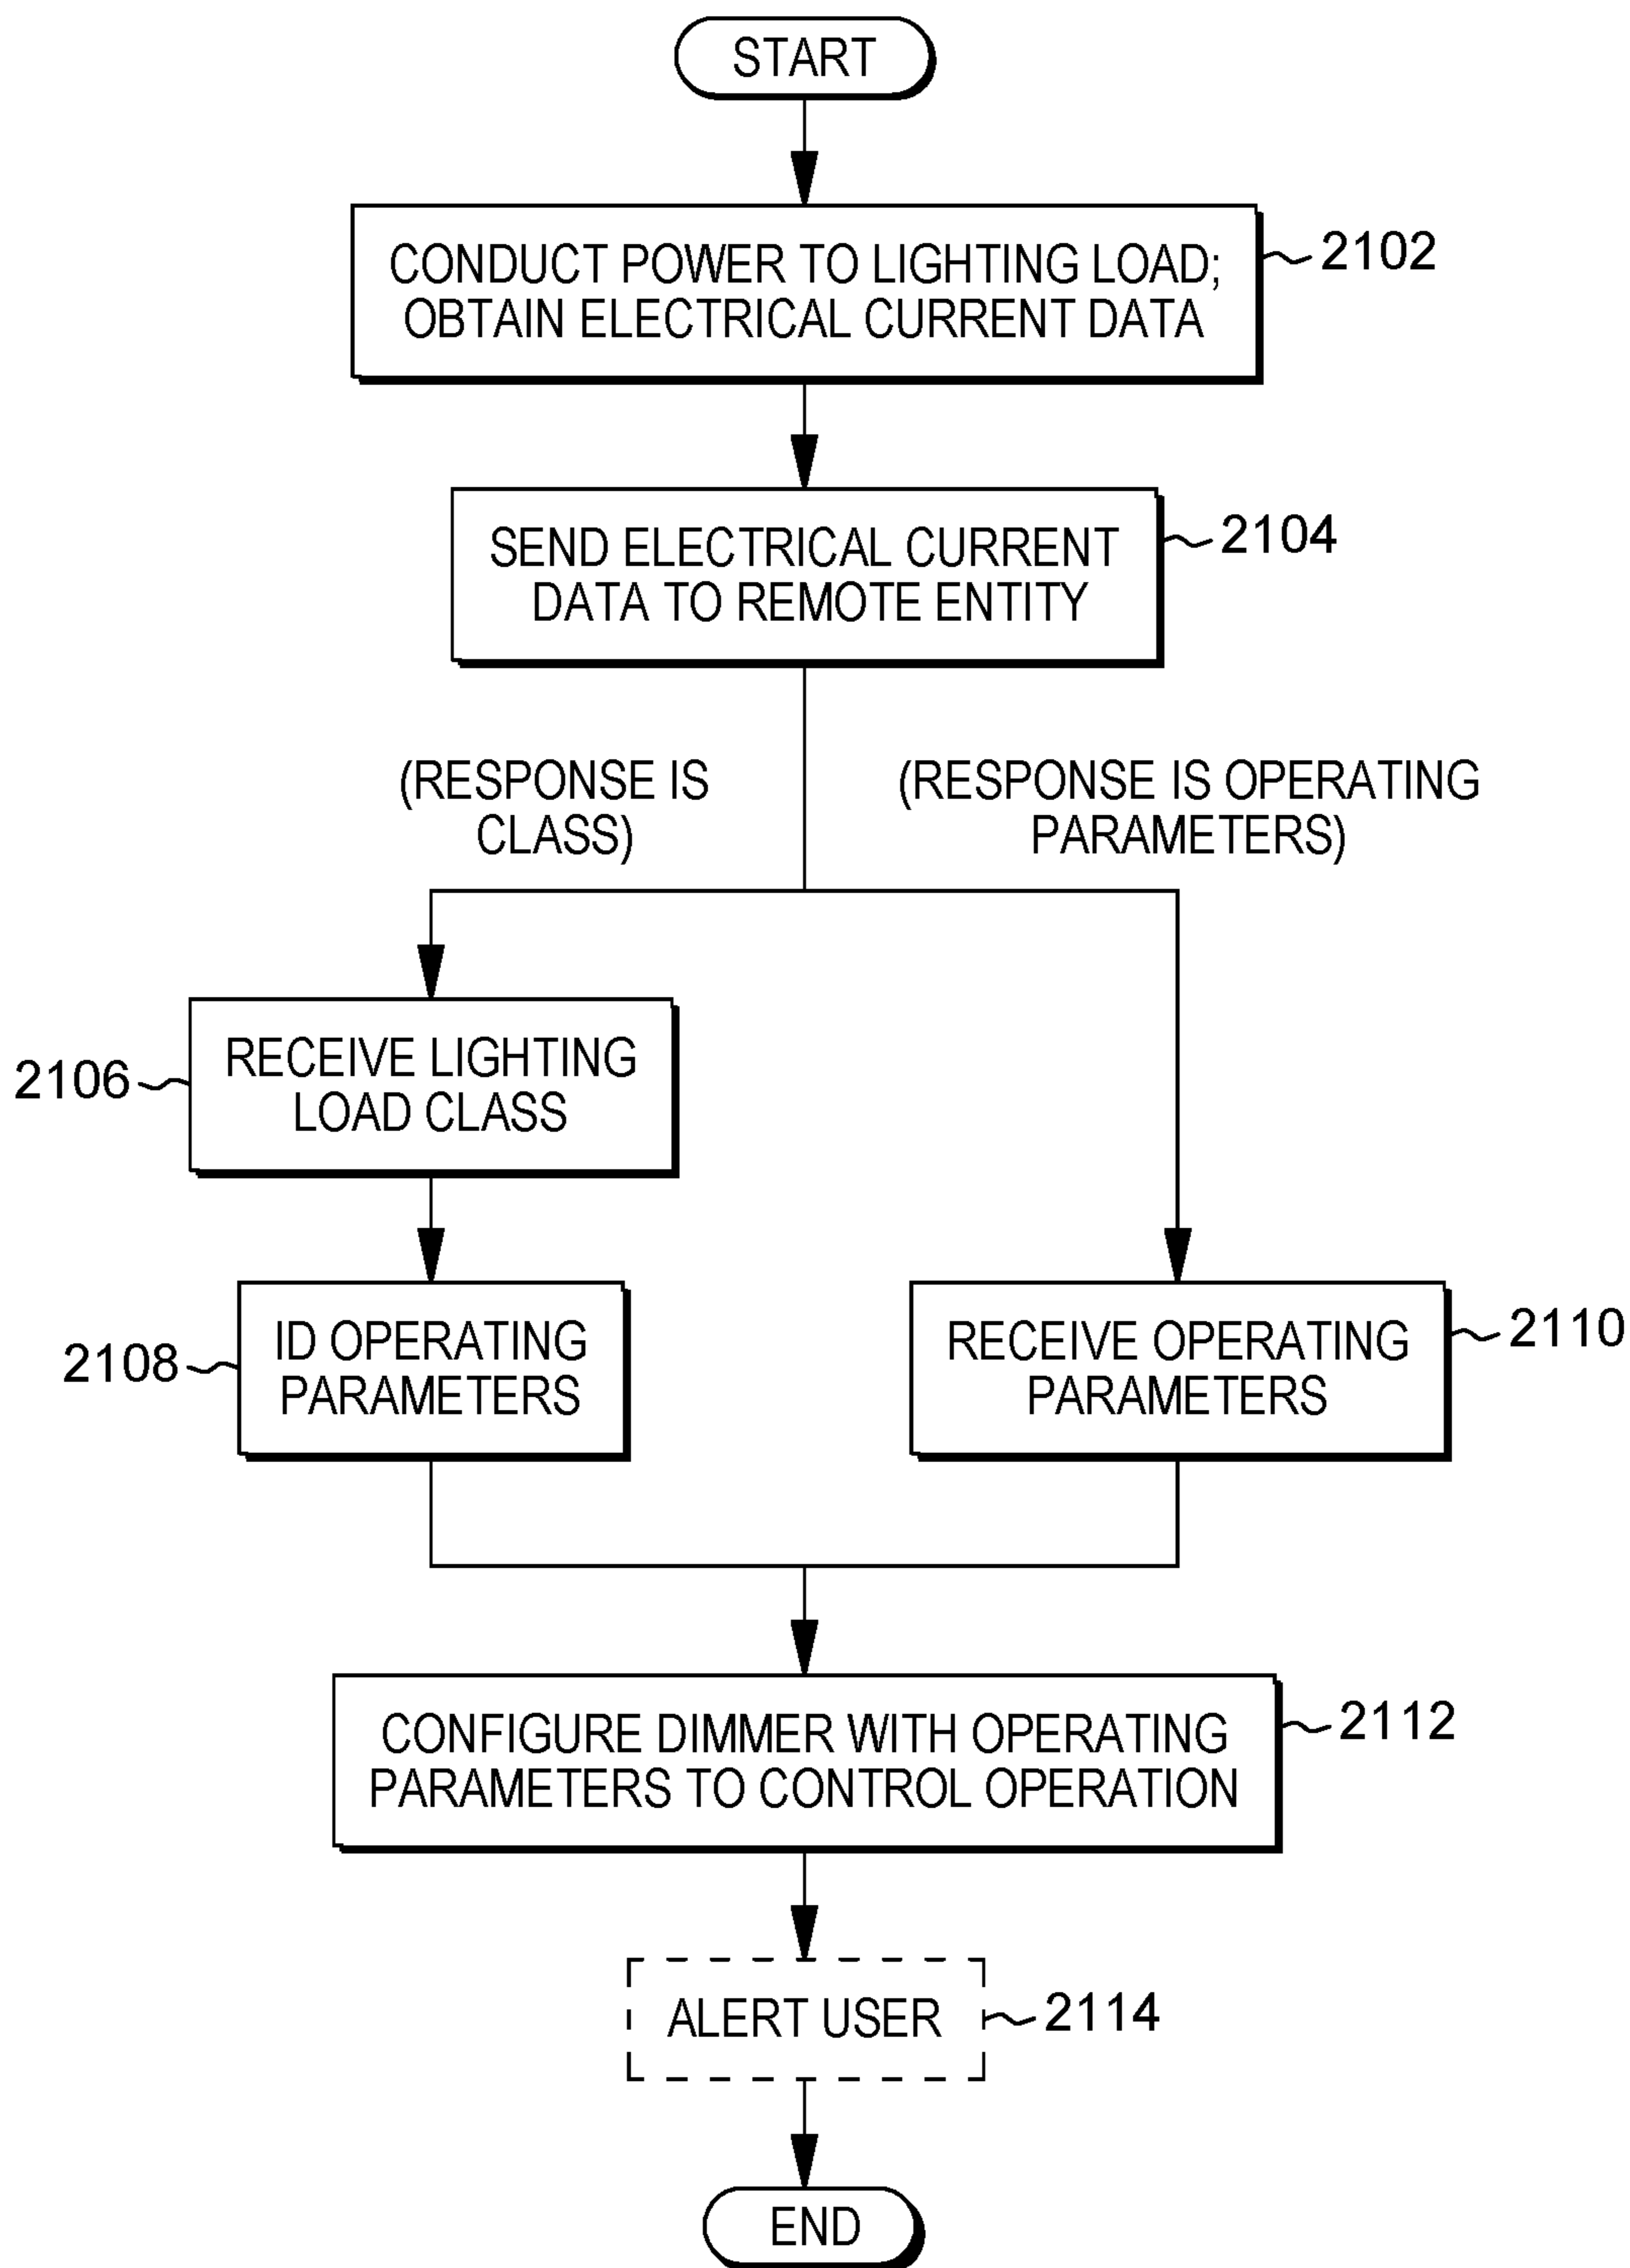 START
CONDUCT POWER TO LIGHTING LOAD;
OBTAIN ELECTRICAL CURRENT DATA
2102
SEND ELECTRICAL CURRENT
DATA TO REMOTE ENTITY
2104
(RESPONSE IS
CLASS)
(RESPONSE IS OPERATING
PARAMETERS)
RECEIVE LIGHTING
LOAD CLASS
2106
ID OPERATING
PARAMETERS
2108
RECEIVE OPERATING
PARAMETERS
2110
CONFIGURE DIMMER WITH OPERATING
PARAMETERS TO CONTROL OPERATION
2112
ALERT USER
2114
END